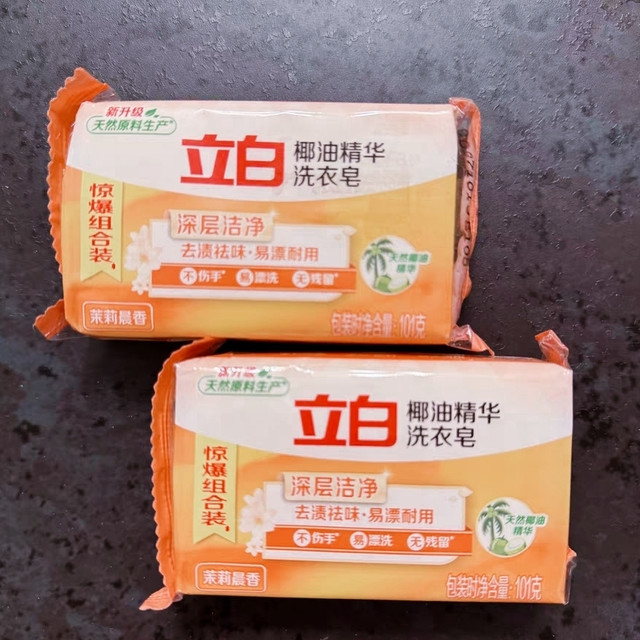 新升级
天然原料生产*
立白 椰油精华
洗衣皂
惊爆组合装
深层洁净
去渍祛味·易漂耐用
不伤手* 易漂洗 无残留*
天然椰油
精华
茉莉晨香
包装时净含量:101克
新升级
天然原料生产*
立白 椰油精华
洗衣皂
惊爆组合装
深层洁净
去渍祛味·易漂耐用
不伤手* 易漂洗 无残留*
天然椰油
精华
茉莉晨香
包装时净含量:101克